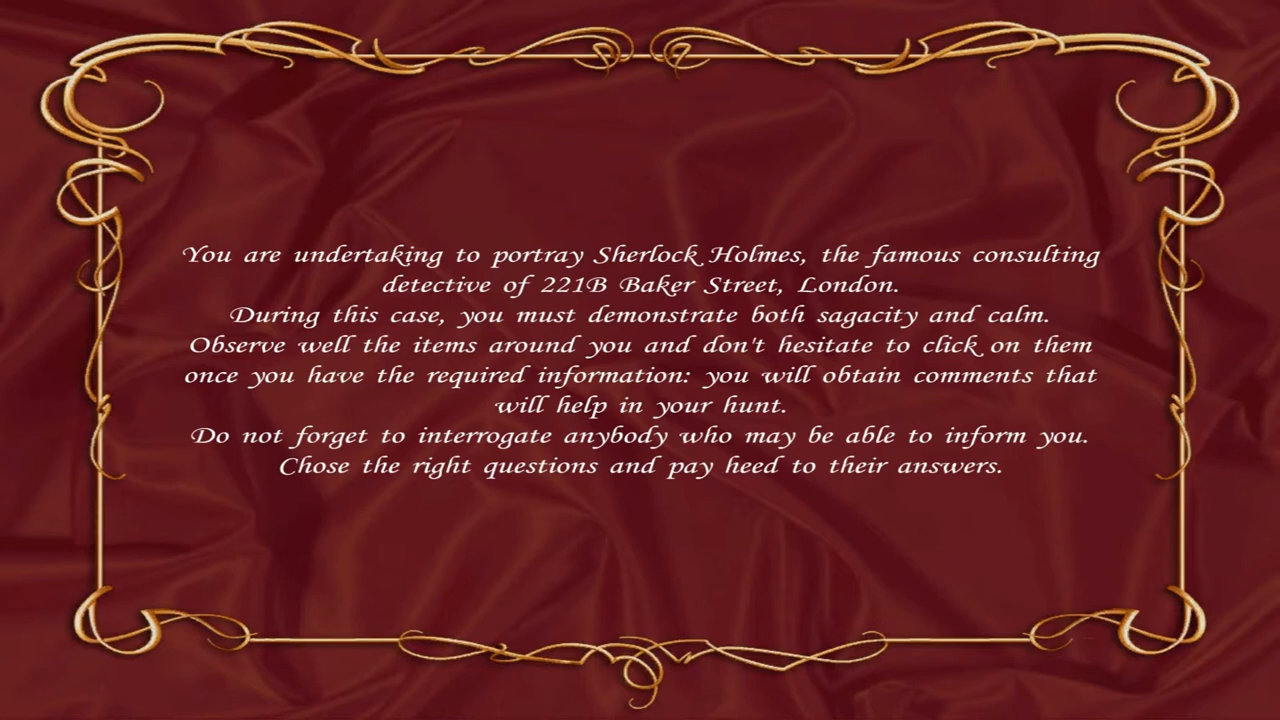 You are undertaking to portray Sherlock Holmes, the famous consulting
detective of 221B Baker Street, London.
During this case, you must demonstrate both sagacity and calm.
Observe well the items around you and don't hesitate to click on them
once you have the required information: you will obtain comments that
will help in your hunt.
Do not forget to interrogate anybody who may be able to inform you.
Chose the right questions and pay heed to their answers.